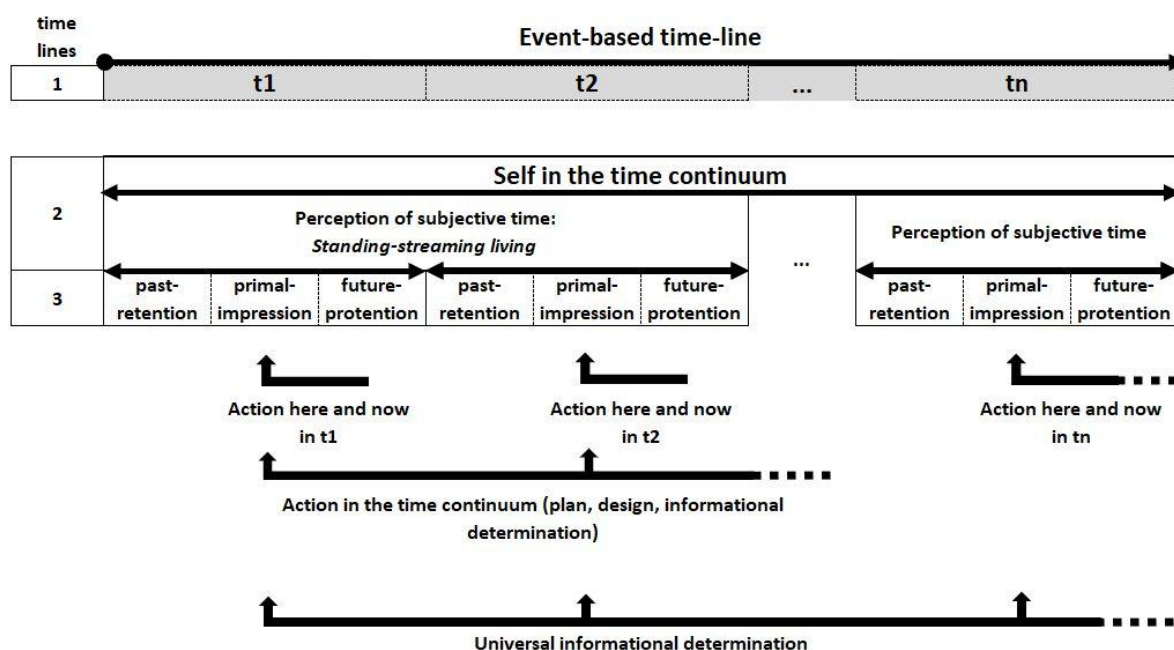 time
lines
Event-based time-line
1 t1 t2 ... tn
Self in the time continuum
2
Perception of subjective time:
Standing-streaming living
Perception of subjective time
...
3
past- primal- future- past- primal- future- past- primal- future-
retention impression protention retention impression protention retention impression protention
Action here and now
in t1
Action here and now
in t2
Action here and now
in tn
Action in the time continuum (plan, design, informational
determination)
Universal informational determination